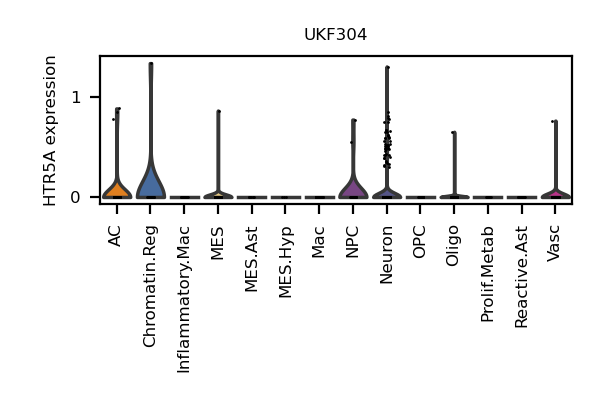 UKF304
HTR5A expression
1
0
AC
Chromatin.Reg
Inflammatory.Mac
MES
MES.Ast
MES.Hyp
Mac
NPC
Neuron
OPC
Oligo
Prolif.Metab
Reactive.Ast
Vasc